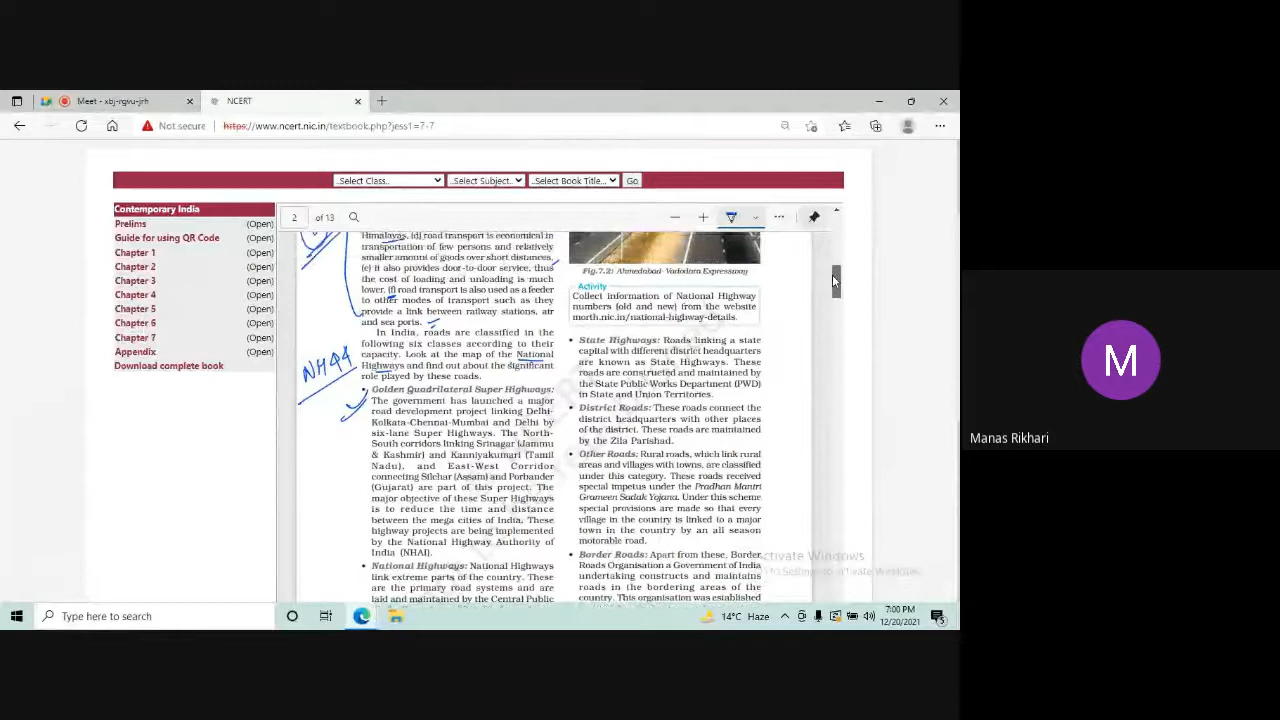 Meet - xbj-rgvu-jrh
NCERT
Not secure
https://www.ncert.nic.in/textbook.php?jess1=7-7
..Select Class..
..Select Subject..
..Select Book Title...
Go
Contemporary India
Prelims (Open)
Guide for using QR Code (Open)
Chapter 1 (Open)
Chapter 2 (Open)
Chapter 3 (Open)
Chapter 4 (Open)
Chapter 5 (Open)
Chapter 6 (Open)
Chapter 7 (Open)
Appendix (Open)
Download complete book
2 of 13
Himalayas, (d) road transport is economical in
transportation of few persons and relatively
smaller amount of goods over short distances,
(e) it also provides door-to-door service, thus
the cost of loading and unloading is much
lower, (f) road transport is also used as a feeder
to other modes of transport such as they
provide a link between railway stations, air
and sea ports.
In India, roads are classified in the
following six classes according to their
capacity. Look at the map of the National
Highways and find out about the significant
role played by these roads.
NH44
• Golden Quadrilateral Super Highways:
The government has launched a major
road development project linking Delhi-
Kolkata-Chennai-Mumbai and Delhi by
six-lane Super Highways. The North-
South corridors linking Srinagar (Jammu
& Kashmir) and Kanniyakumari (Tamil
Nadu), and East-West Corridor
connecting Silchar (Assam) and Porbander
(Gujarat) are part of this project. The
major objective of these Super Highways
is to reduce the time and distance
between the mega cities of India. These
highway projects are being implemented
by the National Highway Authority of
India (NHAI).
• National Highways: National Highways
link extreme parts of the country. These
are the primary road systems and are
laid and maintained by the Central Public
Fig.7.2: Ahmedabad- Vadodara Expressway
Activity
Collect information of National Highway
numbers (old and new) from the website
morth.nic.in/national-highway-details.
• State Highways: Roads linking a state
capital with different district headquarters
are known as State Highways. These
roads are constructed and maintained by
the State Public Works Department (PWD)
in State and Union Territories.
• District Roads: These roads connect the
district headquarters with other places
of the district. These roads are maintained
by the Zila Parishad.
• Other Roads: Rural roads, which link rural
areas and villages with towns, are classified
under this category. These roads received
special impetus under the Pradhan Mantri
Grameen Sadak Yojana. Under this scheme
special provisions are made so that every
village in the country is linked to a major
town in the country by an all season
motorable road.
• Border Roads: Apart from these, Border
Roads Organisation a Government of India
undertaking constructs and maintains
roads in the bordering areas of the
country. This organisation was established
Activate Windows
Go to Settings to activate Windows.
Type here to search
14°C Haze
7:00 PM
12/20/2021
5
M
Manas Rikhari